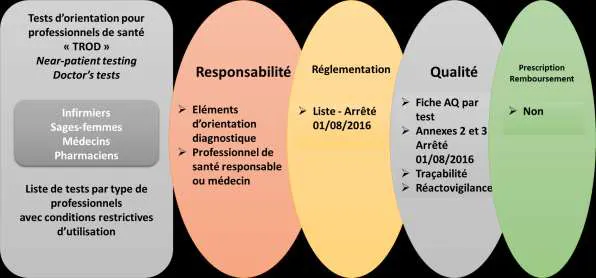 Tests d'orientation pour
professionnels de santé
« TROD »
Near-patient testing
Doctor's tests
Infirmiers
Sages-femmes
Médecins
Pharmaciens
Liste de tests par type de
professionnels
avec conditions restrictives
d'utilisation
Responsabilité
➢ Eléments
d'orientation
diagnostique
➢ Professionnel de
santé responsable
ou médecin
Réglementation
➢ Liste - Arrêté
01/08/2016
Qualité
➢ Fiche AQ par
test
➢ Annexes 2 et 3
Arrêté
01/08/2016
➢ Traçabilité
➢ Réactovigilance
Prescription
Remboursement
➢ Non